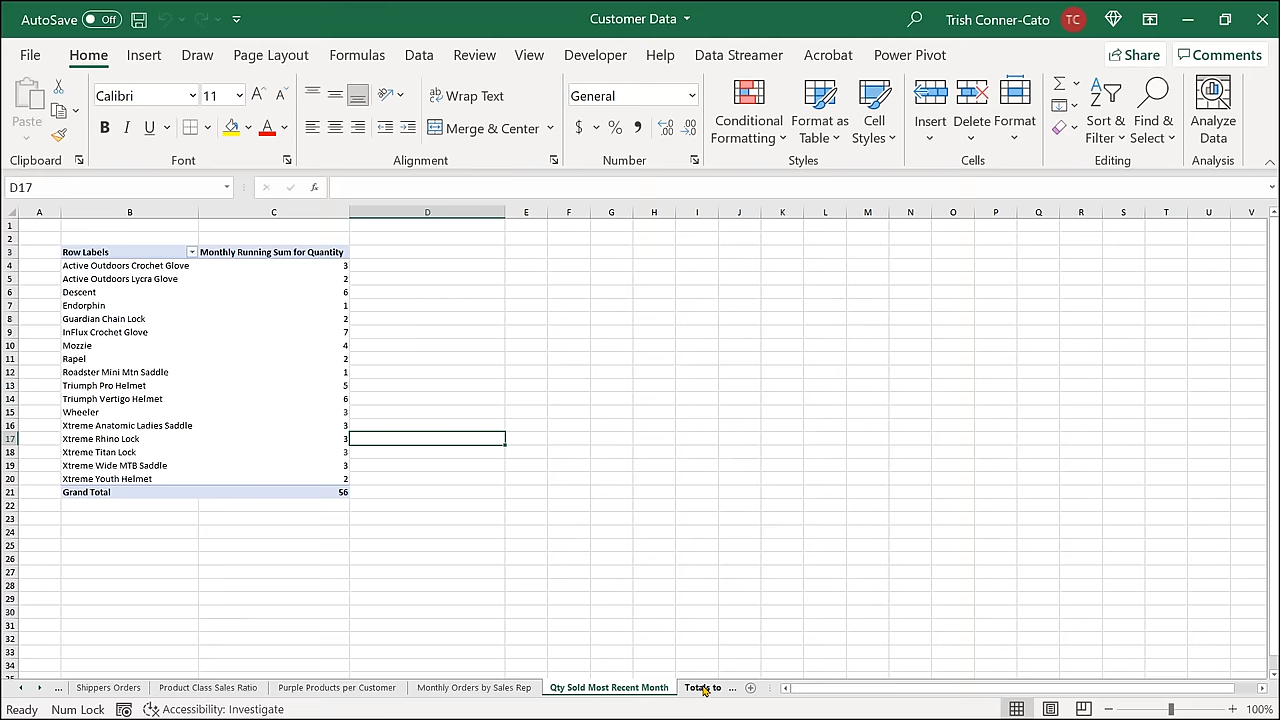 AutoSave Off Customer Data Trish Conner-Cato TC
File Home Insert Draw Page Layout Formulas Data Review View Developer Help Data Streamer Acrobat Power Pivot Share Comments
Calibri 11 Wrap Text General
Paste B I U Merge & Center $ % Conditional Formatting Format as Table Cell Styles Insert Delete Format Sort & Filter Find & Select Analyze Data
Clipboard Font Alignment Number Styles Cells Editing Analysis
D17 fx
A B C D E F G H I J K L M N O P Q R S T U V
1
2
3 Row Labels Monthly Running Sum for Quantity
4 Active Outdoors Crochet Glove 3
5 Active Outdoors Lycra Glove 2
6 Descent 6
7 Endorphin 1
8 Guardian Chain Lock 2
9 InFlux Crochet Glove 7
10 Mozzie 4
11 Rapel 2
12 Roadster Mini Mtn Saddle 1
13 Triumph Pro Helmet 5
14 Triumph Vertigo Helmet 6
15 Wheeler 3
16 Xtreme Anatomic Ladies Saddle 3
17 Xtreme Rhino Lock 3
18 Xtreme Titan Lock 3
19 Xtreme Wide MTB Saddle 3
20 Xtreme Youth Helmet 2
21 Grand Total 56
22
23
24
25
26
27
28
29
30
31
32
33
34
... Shippers Orders Product Class Sales Ratio Purple Products per Customer Monthly Orders by Sales Rep Qty Sold Most Recent Month to ...
Ready Num Lock Accessibility: Investigate 100%